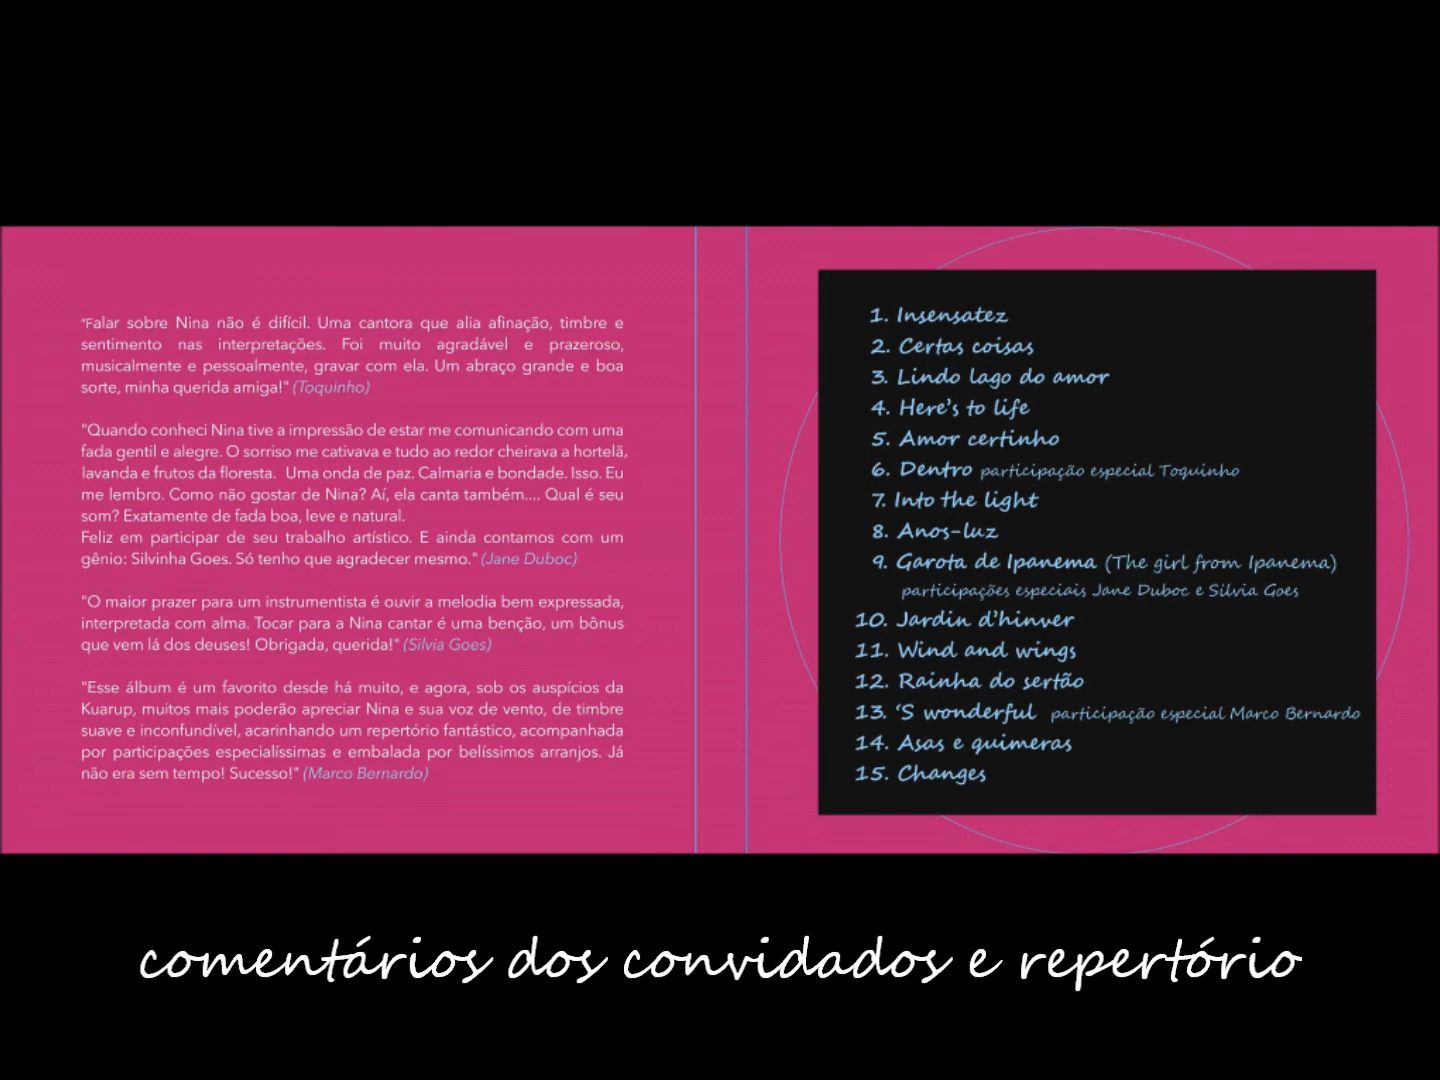 "Falar sobre Nina não é difícil. Uma cantora que alia afinação, timbre e
sentimento nas interpretações. Foi muito agradável e prazeroso,
musicalmente e pessoalmente, gravar com ela. Um abraço grande e boa
sorte, minha querida amiga!" (Toquinho)
"Quando conheci Nina tive a impressão de estar me comunicando com uma
fada gentil e alegre. O sorriso me cativava e tudo ao redor cheirava a hortelã,
lavanda e frutos da floresta. Uma onda de paz. Calmaria e bondade. Isso. Eu
me lembro. Como não gostar de Nina? Aí, ela canta também.... Qual é seu
som? Exatamente de fada boa, leve e natural.
Feliz em participar de seu trabalho artístico. E ainda contamos com um
gênio: Silvinha Goes. Só tenho que agradecer mesmo." (Jane Duboc)
"O maior prazer para um instrumentista é ouvir a melodia bem expressada,
interpretada com alma. Tocar para a Nina cantar é uma benção, um bônus
que vem lá dos deuses! Obrigada, querida!" (Silvia Goes)
"Esse álbum é um favorito desde há muito, e agora, sob os auspícios da
Kuarup, muitos mais poderão apreciar Nina e sua voz de vento, de timbre
suave e inconfundível, acarinhando um repertório fantástico, acompanhada
por participações especialíssimas e embalada por belíssimos arranjos. Já
não era sem tempo! Sucesso!" (Marco Bernardo)
1. Insensatez
2. Certas coisas
3. Lindo lago do amor
4. Here's to life
5. Amor certinho
6. Dentro participação especial Toquinho
7. Into the light
8. Anos-luz
9. Garota de Ipanema (The girl from Ipanema)
participações especiais Jane Duboc e Silvia Goes
10. Jardin d'hinver
11. Wind and wings
12. Rainha do sertão
13. 'S wonderful participação especial Marco Bernardo
14. Asas e quimeras
15. Changes
comentários dos convidados e repertório